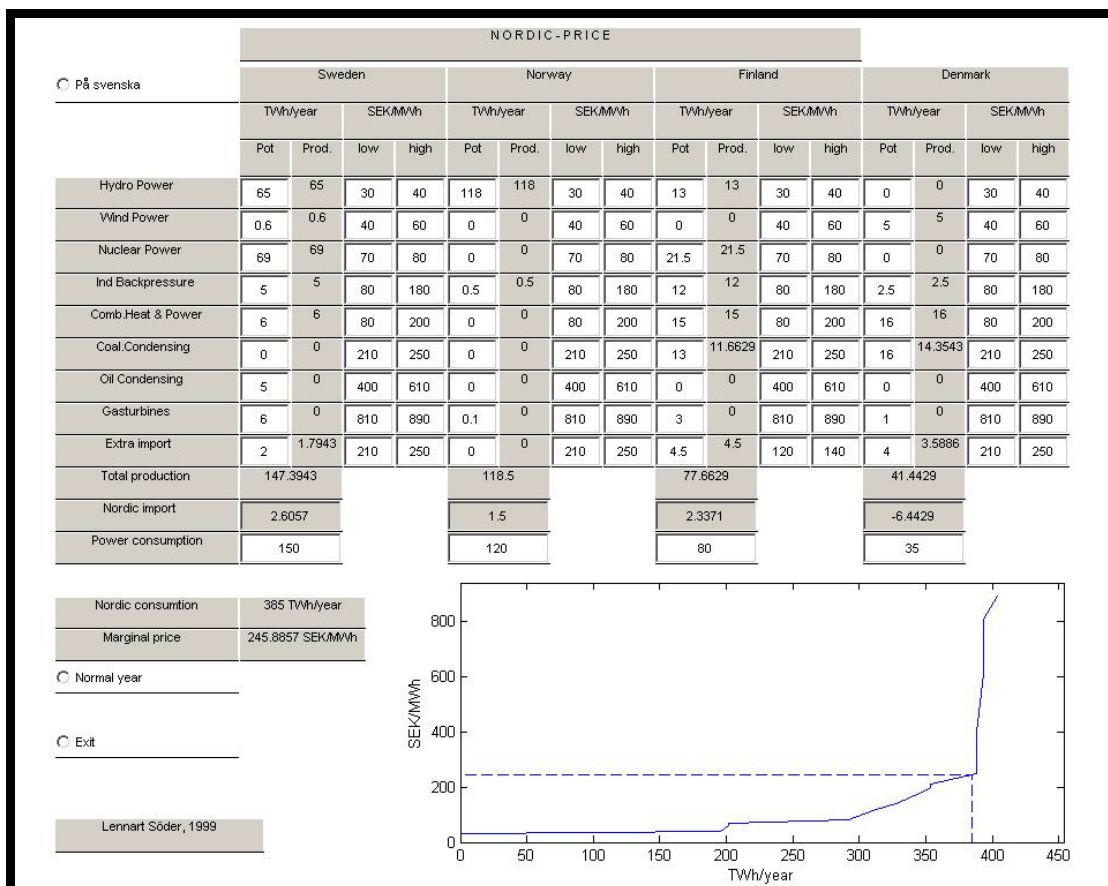 NORDIC-PRICE
På svenska
Sweden Norway Finland Denmark
TWh/year SEK/MWh TWh/year SEK/MWh TWh/year SEK/MWh TWh/year SEK/MWh
Pot Prod. low high Pot Prod. low high Pot Prod. low high Pot Prod. low high
Hydro Power 65 65 30 40 118 118 30 40 13 13 30 40 0 0 30 40
Wind Power 0.6 0.6 40 60 0 0 40 60 0 0 40 60 5 5 40 60
Nuclear Power 69 69 70 80 0 0 70 80 21.5 21.5 70 80 0 0 70 80
Ind Backpressure 5 5 80 180 0.5 0.5 80 180 12 12 80 180 2.5 2.5 80 180
Comb.Heat & Power 6 6 80 200 0 0 80 200 15 15 80 200 16 16 80 200
Coal.Condensing 0 0 210 250 0 0 210 250 13 11.6629 210 250 16 14.3543 210 250
Oil Condensing 5 0 400 610 0 0 400 610 0 0 400 610 0 0 400 610
Gasturbines 6 0 810 890 0.1 0 810 890 3 0 810 890 1 0 810 890
Extra import 2 1.7943 210 250 0 0 210 250 4.5 4.5 120 140 4 3.5886 210 250
Total production 147.3943 118.5 77.6629 41.4429
Nordic import 2.6057 1.5 2.3371 -6.4429
Power consumption 150 120 80 35
Nordic consumtion 385 TWh/year
Marginal price 245.8857 SEK/MWh
Normal year
Exit
Lennart Söder, 1999
SEK/MWh
800
600
400
200
0
0 50 100 150 200 250 300 350 400 450
TWh/year